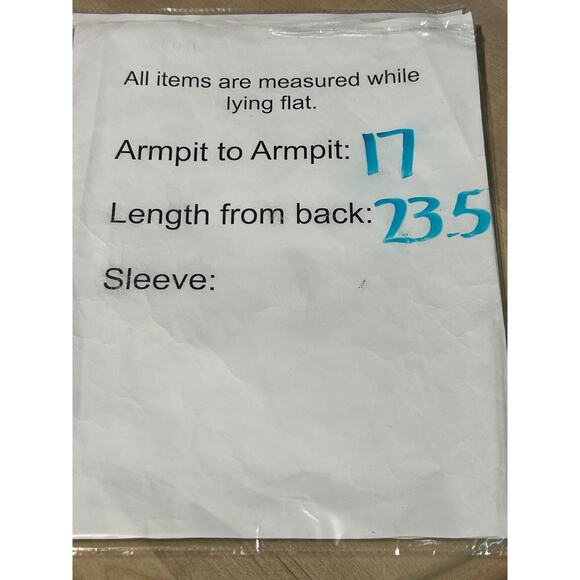 All items are measured while
lying flat.
Armpit to Armpit: 17
Length from back: 23.5
Sleeve: